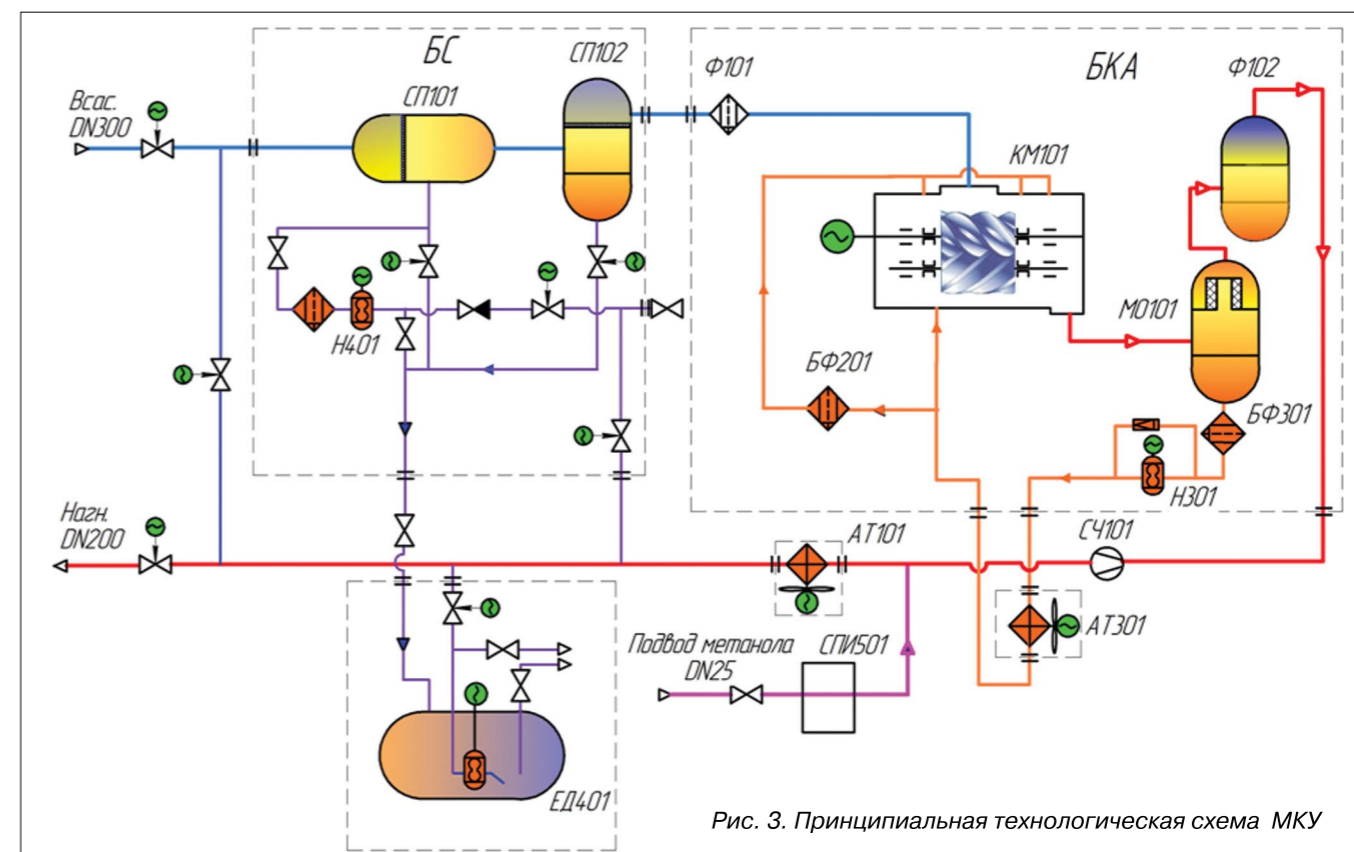 БС
СП102
БКА
Ф101
Ф102
Всас.
DN300
СП101
КМ101
МО101
Н401
БФ201
БФ301
Н301
Нагн.
DN200
АТ101
СЧ101
АТ301
Подвод метанола
DN25
СПИ501
ЕД401
Рис. 3. Принципиальная технологическая схема МКУ